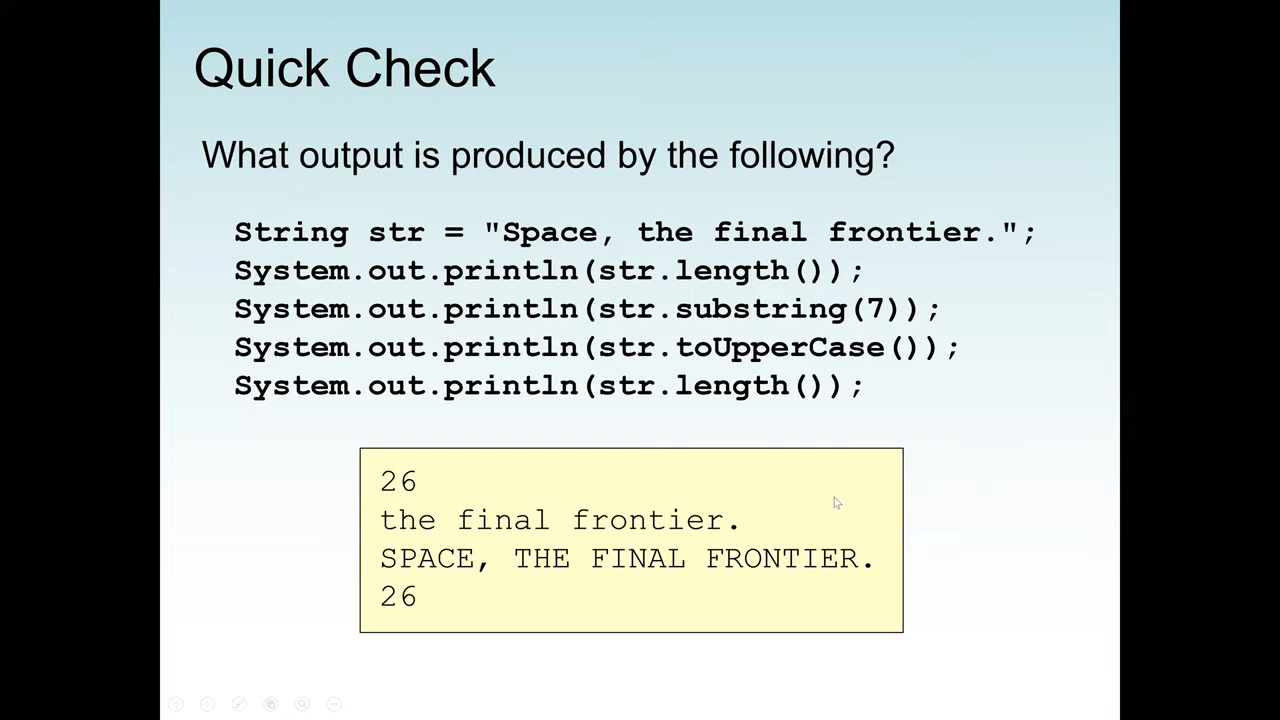 Quick Check
What output is produced by the following?
String str = "Space, the final frontier.";
System.out.println(str.length());
System.out.println(str.substring(7));
System.out.println(str.toUpperCase());
System.out.println(str.length());
26
the final frontier.
SPACE, THE FINAL FRONTIER.
26